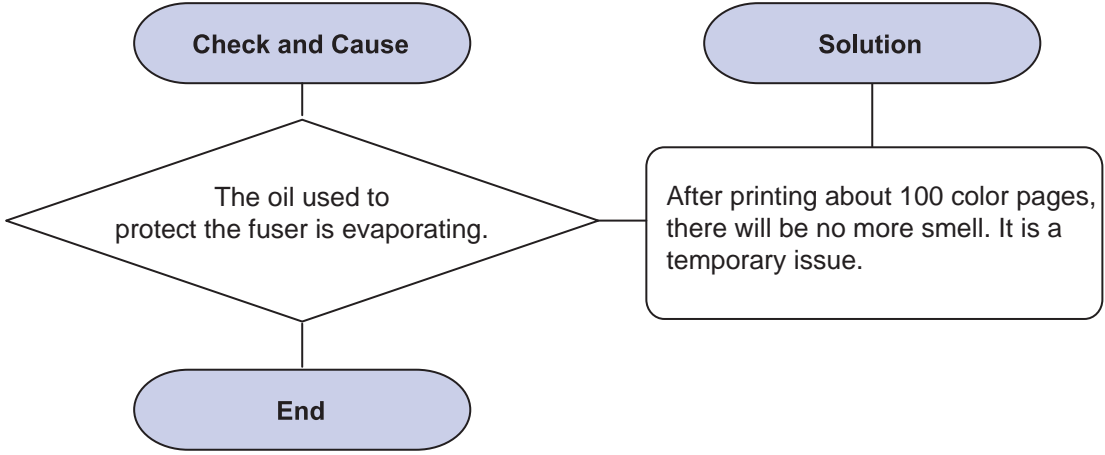 Check and Cause
Solution
The oil used to
protect the fuser is evaporating.
After printing about 100 color pages,
there will be no more smell. It is a
temporary issue.
End